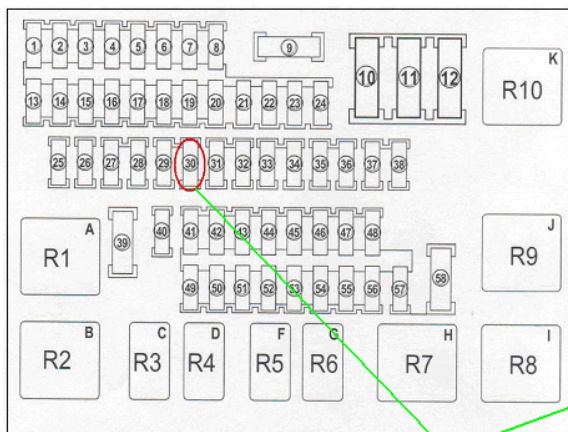 1 2 3 4 5 6 7 8 9
10 11 12 K R10
13 14 15 16 17 18 19 20 21 22 23 24
25 26 27 28 29 30 31 32 33 34 35 36 37 38
A R1 39 40 41 42 43 44 45 46 47 48 J R9
49 50 51 52 53 54 55 56 57 58
B R2 C R3 D R4 F R5 G R6 H R7 I R8